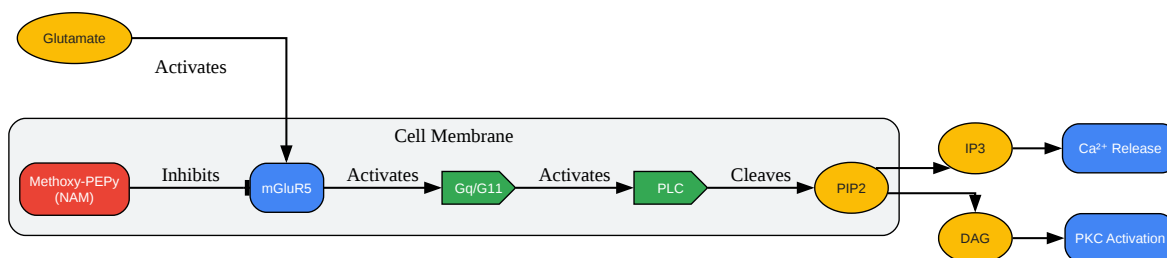 Glutamate
Activates
Cell Membrane
Methoxy-PEPy
(NAM)
Inhibits
mGluR5
Activates
Gq/G11
Activates
PLC
Cleaves
PIP2
IP3
Ca²⁺ Release
DAG
PKC Activation